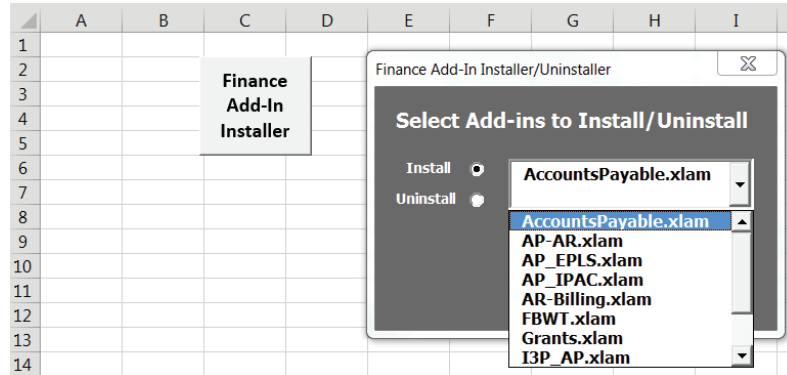 A B C D E F G H I
1
2
3
4
5
6
7
8
9
10
11
12
13
14
Finance
Add-In
Installer
Finance Add-In Installer/Uninstaller
Select Add-ins to Install/Uninstall
Install
Uninstall
AccountsPayable.xlam
AccountsPayable.xlam
AP-AR.xlam
AP_EPLS.xlam
AP_IPAC.xlam
AR-Billing.xlam
FBWT.xlam
Grants.xlam
I3P_AP.xlam